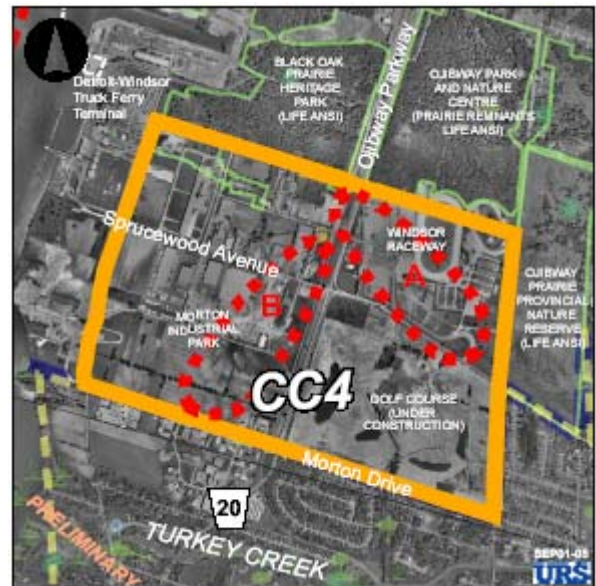 BLACK OAK
PRAIRIE
HERITAGE
PARK
(LIFE ANSI)
Ojibway Parkway
OJIBWAY PARK
AND NATURE
CENTRE
(PRAIRIE REMNANTS
LIFE ANSI)
Detroit-Windsor
Truck Ferry
Terminal
Sprucewood Avenue
WINDSOR
RACEWAY
A
OJIBWAY
PRAIRIE
PROVINCIAL
NATURE
RESERVE
(LIFE ANSI)
B
MORTON
INDUSTRIAL
PARK
CC4
GOLF COURSE
(UNDER
CONSTRUCTION)
Morton Drive
20
PRELIMINARY
TURKEY CREEK
SEP01-05
URS